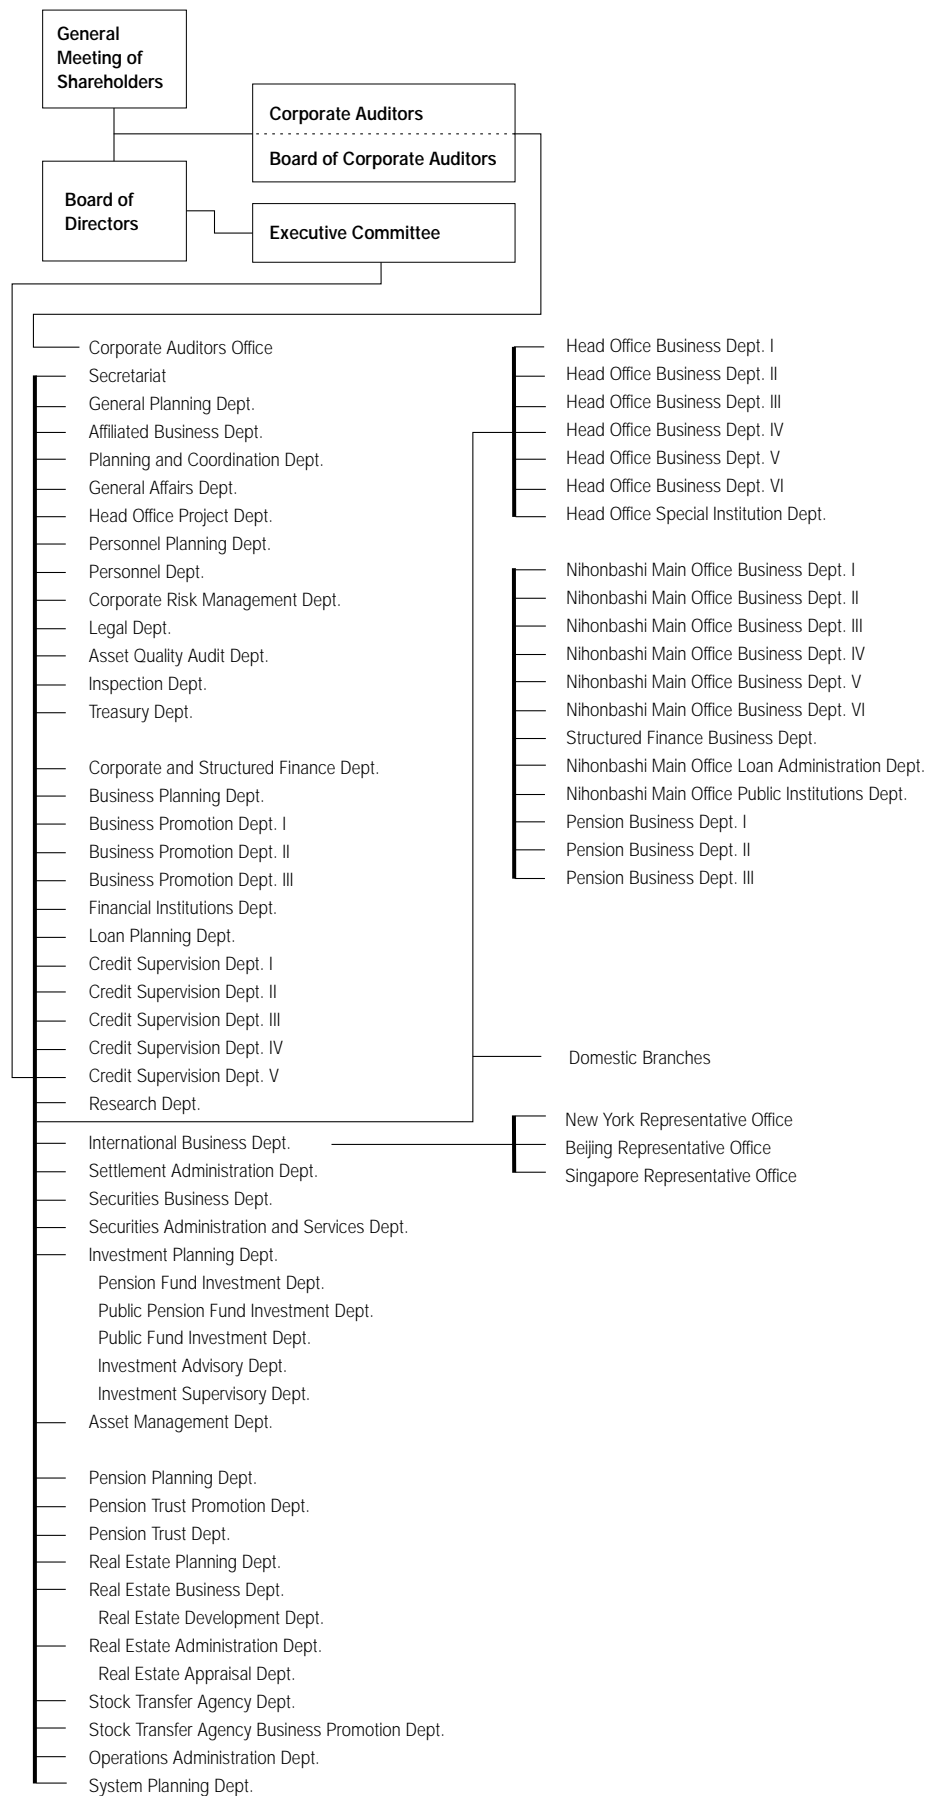 General
Meeting of
Shareholders
Corporate Auditors
Board of Corporate Auditors
Board of
Directors
Executive Committee
Corporate Auditors Office
Secretariat
General Planning Dept.
Affiliated Business Dept.
Planning and Coordination Dept.
General Affairs Dept.
Head Office Project Dept.
Personnel Planning Dept.
Personnel Dept.
Corporate Risk Management Dept.
Legal Dept.
Asset Quality Audit Dept.
Inspection Dept.
Treasury Dept.
Corporate and Structured Finance Dept.
Business Planning Dept.
Business Promotion Dept. I
Business Promotion Dept. II
Business Promotion Dept. III
Financial Institutions Dept.
Loan Planning Dept.
Credit Supervision Dept. I
Credit Supervision Dept. II
Credit Supervision Dept. III
Credit Supervision Dept. IV
Credit Supervision Dept. V
Research Dept.
International Business Dept.
Settlement Administration Dept.
Securities Business Dept.
Securities Administration and Services Dept.
Investment Planning Dept.
Pension Fund Investment Dept.
Public Pension Fund Investment Dept.
Public Fund Investment Dept.
Investment Advisory Dept.
Investment Supervisory Dept.
Asset Management Dept.
Pension Planning Dept.
Pension Trust Promotion Dept.
Pension Trust Dept.
Real Estate Planning Dept.
Real Estate Business Dept.
Real Estate Development Dept.
Real Estate Administration Dept.
Real Estate Appraisal Dept.
Stock Transfer Agency Dept.
Stock Transfer Agency Business Promotion Dept.
Operations Administration Dept.
System Planning Dept.
Head Office Business Dept. I
Head Office Business Dept. II
Head Office Business Dept. III
Head Office Business Dept. IV
Head Office Business Dept. V
Head Office Business Dept. VI
Head Office Special Institution Dept.
Nihonbashi Main Office Business Dept. I
Nihonbashi Main Office Business Dept. II
Nihonbashi Main Office Business Dept. III
Nihonbashi Main Office Business Dept. IV
Nihonbashi Main Office Business Dept. V
Nihonbashi Main Office Business Dept. VI
Structured Finance Business Dept.
Nihonbashi Main Office Loan Administration Dept.
Nihonbashi Main Office Public Institutions Dept.
Pension Business Dept. I
Pension Business Dept. II
Pension Business Dept. III
Domestic Branches
New York Representative Office
Beijing Representative Office
Singapore Representative Office